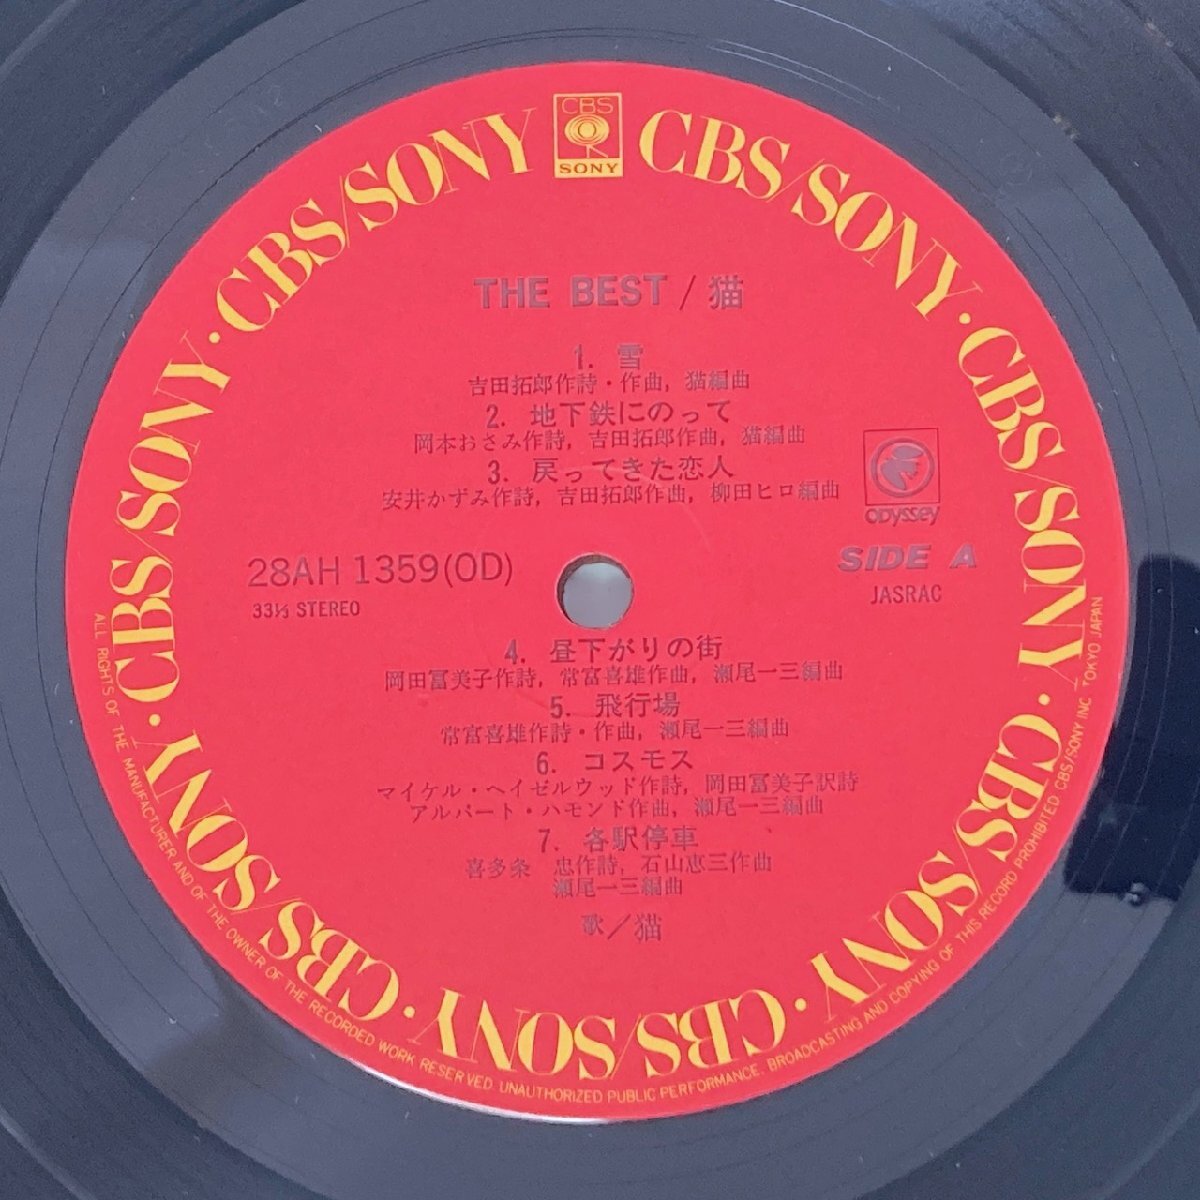 CBS
SONY
CBS/SONY · CBS/SONY · CBS/SONY · CBS/SONY · CBS/SONY · CBS/SONY · CBS/SONY · CBS/SONY
THE BEST / 猫
1. 雪
吉田拓郎作詩・作曲, 猫編曲
2. 地下鉄にのって
岡本おさみ作詩, 吉田拓郎作曲, 猫編曲
3. 戻ってきた恋人
安井かずみ作詩, 吉田拓郎作曲, 柳田ヒロ編曲
Odyssey
28AH 1359(OD)
33⅓ STEREO
SIDE A
JASRAC
4. 昼下がりの街
岡田冨美子作詩, 常富喜雄作曲, 瀬尾一三編曲
5. 飛行場
常富喜雄作詩・作曲, 瀬尾一三編曲
6. コスモス
マイケル・ヘイゼルウッド作詩, 岡田冨美子訳詩
アルバート・ハモンド作曲, 瀬尾一三編曲
7. 各駅停車
喜多条 忠作詩, 石山恵三作曲
瀬尾一三編曲
歌／猫
ALL RIGHTS OF THE MANUFACTURER AND OF THE OWNER OF THE RECORDED WORK RESERVED. UNAUTHORIZED PUBLIC PERFORMANCE, BROADCASTING AND COPYING OF THIS RECORD PROHIBITED CBS/SONY INC. TOKYO JAPAN